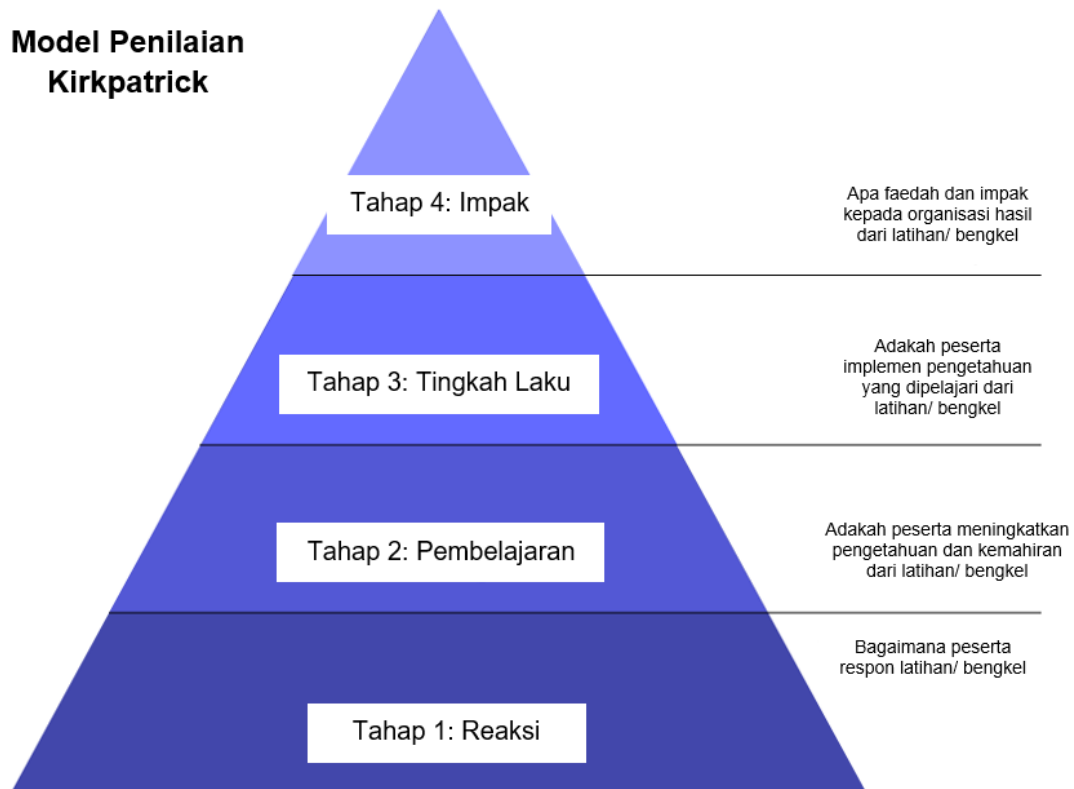 Model Penilaian
Kirkpatrick
Tahap 4: Impak
Apa faedah dan impak
kepada organisasi hasil
dari latihan/ bengkel
Tahap 3: Tingkah Laku
Adakah peserta
implemen pengetahuan
yang dipelajari dari
latihan/ bengkel
Tahap 2: Pembelajaran
Adakah peserta meningkatkan
pengetahuan dan kemahiran
dari latihan/ bengkel
Bagaimana peserta
respon latihan/ bengkel
Tahap 1: Reaksi